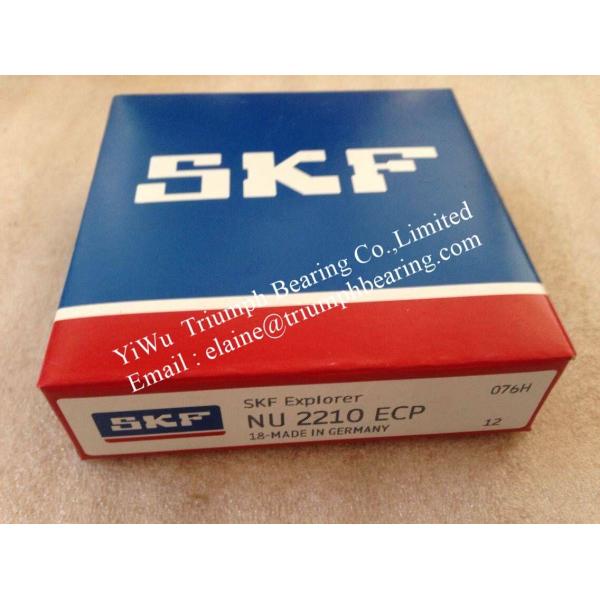 SKF
YiWu Triumph Bearing Co.,Limited
Email : elaine@triumphbearing.com
SKF
SKF Explorer
NU 2210 ECP
18-MADE IN GERMANY
076H
12